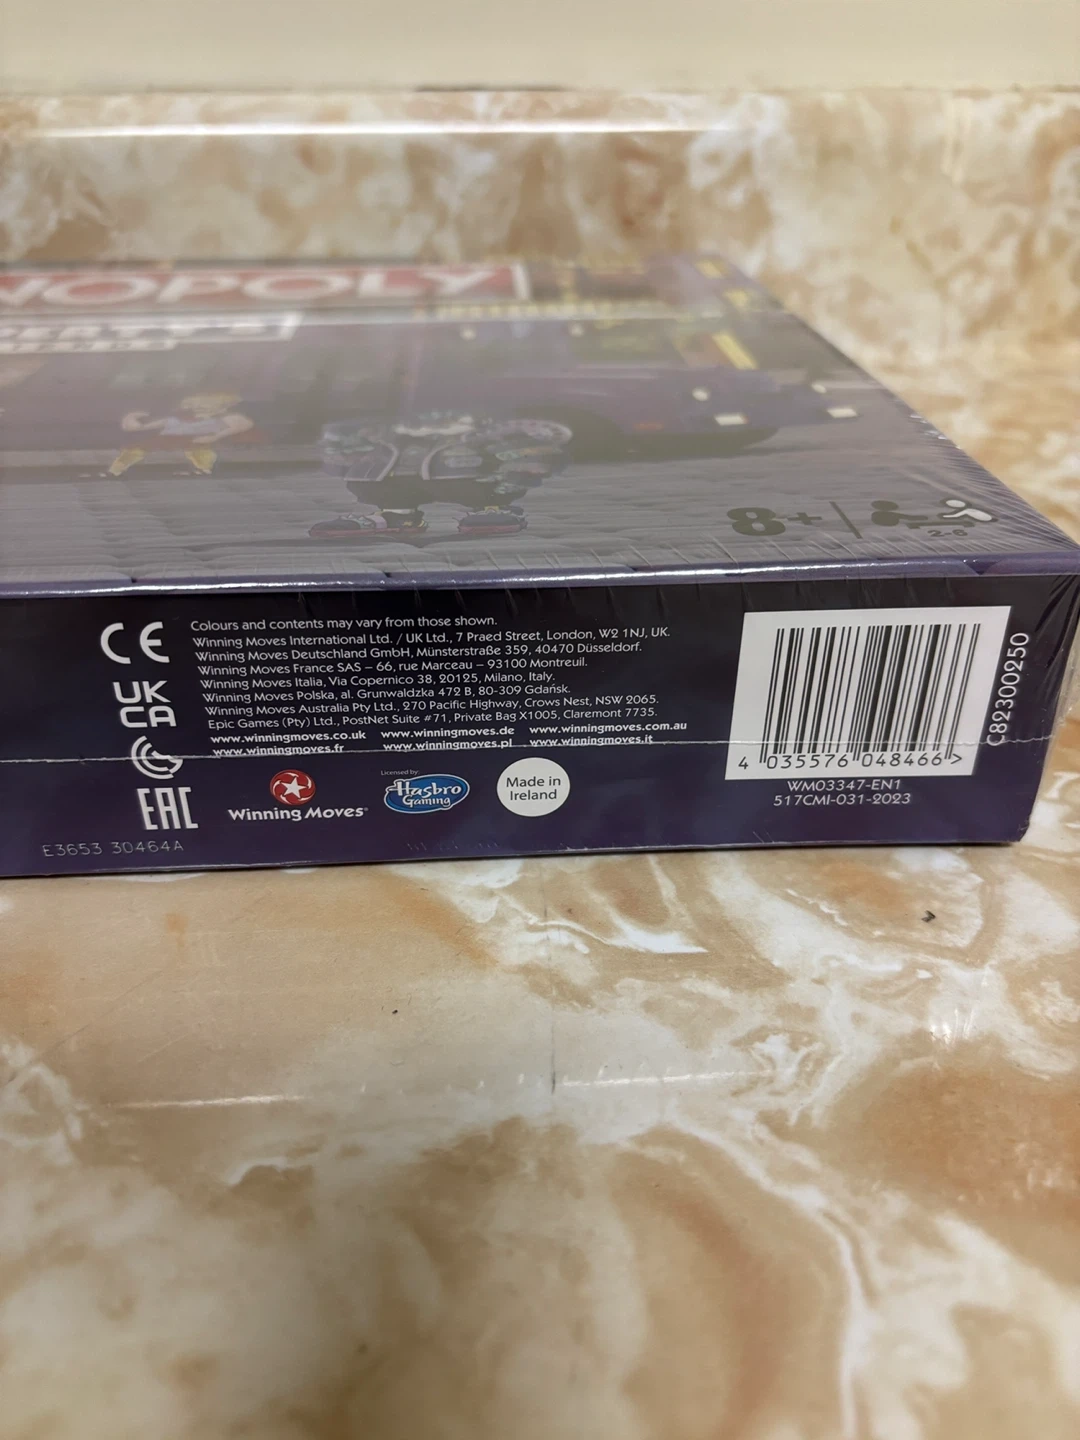 NOPOLY
8+
2-6
Colours and contents may vary from those shown.
Winning Moves International Ltd. / UK Ltd., 7 Praed Street, London, W2 1NJ, UK.
Winning Moves Deutschland GmbH, Münsterstraße 359, 40470 Düsseldorf.
Winning Moves France SAS – 66, rue Marceau – 93100 Montreuil.
Winning Moves Italia, Via Copernico 38, 20125, Milano, Italy.
Winning Moves Polska, al. Grunwaldzka 472 B, 80-309 Gdańsk.
Winning Moves Australia Pty Ltd., 270 Pacific Highway, Crows Nest, NSW 2065.
Epic Games (Pty) Ltd., PostNet Suite #71, Private Bag X1005, Claremont 7735.
www.winningmoves.co.uk www.winningmoves.de www.winningmoves.com.au
www.winningmoves.fr www.winningmoves.pl www.winningmoves.it
CE
UK
CA
EAC
Winning Moves®
Licensed by:
Hasbro
Gaming
Made in
Ireland
4 035576 048466 >
WM03347-EN1
517CMI-031-2023
C82300250
E3653 30464A